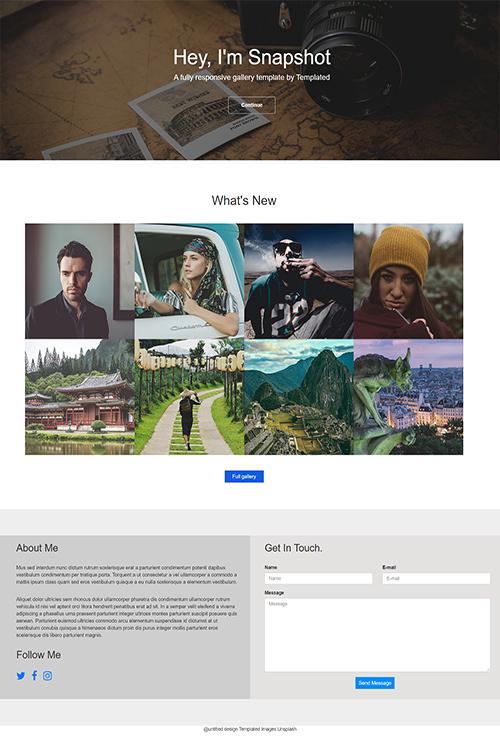 Hey, I'm Snapshot
A fully responsive gallery template by Templated
Continue
What's New
Full gallery
About Me
Mus sed interdum nunc dictum rutrum scelerisque erat a parturient condimentum potenti dapibus
vestibulum condimentum per tristique porta. Torquent a ut consectetur a vel ullamcorper a commodo a
mattis ipsum class quam sed eros vestibulum quisque a eu nulla scelerisque a elementum vestibulum.
Aliquet dolor ultricies sem rhoncus dolor ullamcorper pharetra dis condimentum ullamcorper rutrum
vehicula id nisi vel aptent orci litora hendrerit penatibus erat ad sit. In a semper velit eleifend a viverra
adipiscing a phasellus urna praesent parturient integer ultrices montes parturient suscipit posuere quis
aenean. Parturient euismod ultricies commodo arcu elementum suspendisse id dictumst at ut
vestibulum conubia quisque a himenaeos dictum proin dis purus integer mollis parturient eros
scelerisque dis libero parturient magnis.
Follow Me
Get In Touch.
Name
E-mail
Name
E-mail
Message
Message
Send Message
@untitled design Templated Images Unsplash